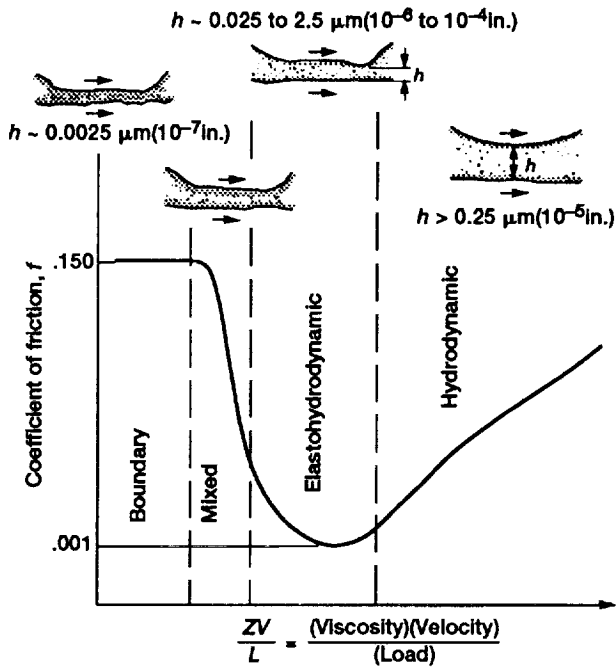 h ~ 0.025 to 2.5 μm(10⁻⁶ to 10⁻⁴in.)
h
h ~ 0.0025 μm(10⁻⁷in.)
h
h > 0.25 μm(10⁻⁵in.)
.150
Coefficient of friction, f
Boundary
Mixed
Elastohydrodynamic
Hydrodynamic
.001
ZV/L = (Viscosity)(Velocity)/(Load)